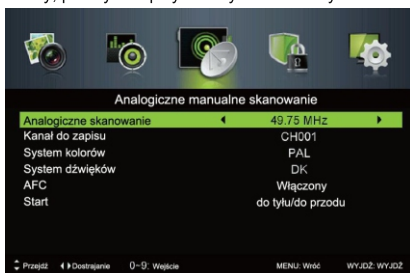 Analogiczne manualne skanowanie
Analogiczne skanowanie 49.75 MHz
Kanał do zapisu CH001
System kolorów PAL
System dźwięków DK
AFC Włączony
Start do tyłu/do przodu
Przejdź Dostrajanie 0-9: Wejście MENU: Wróć WYJDŹ: WYJDŹ